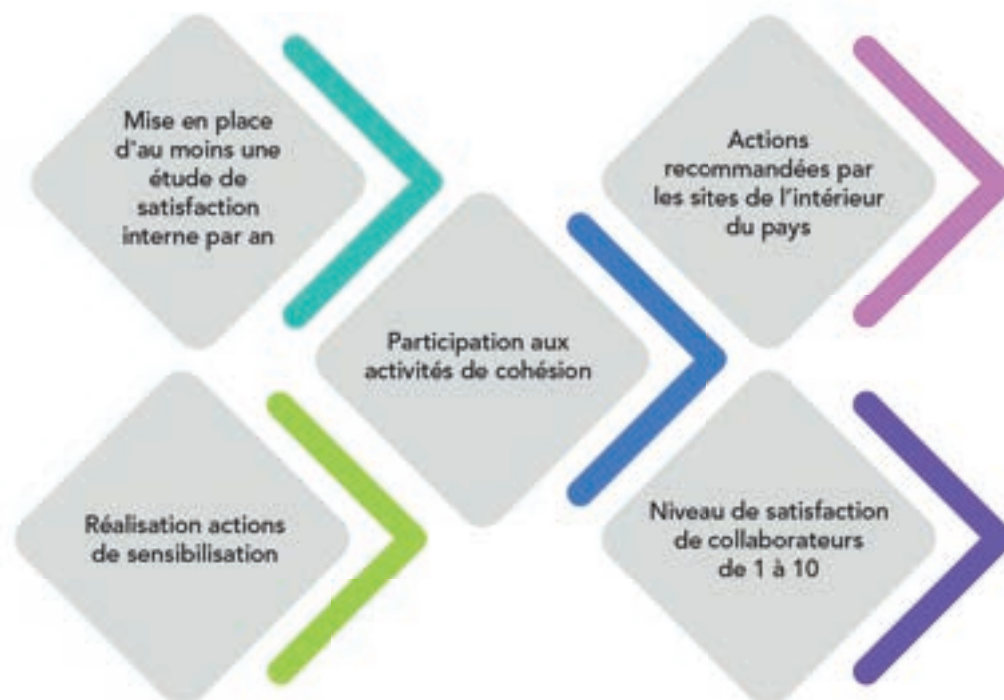 Mise en place
d'au moins une
étude de
satisfaction
interne par an
Actions
recommandées par
les sites de l'intérieur
du pays
Participation aux
activités de cohésion
Réalisation actions
de sensibilisation
Niveau de satisfaction
de collaborateurs
de 1 à 10